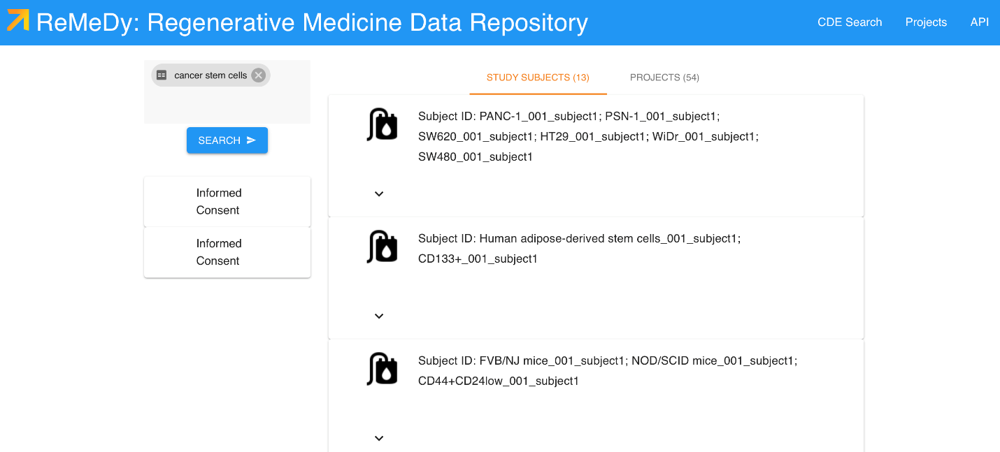 ReMeDy: Regenerative Medicine Data Repository
CDE Search
Projects
API
cancer stem cells
SEARCH
Informed
Consent
Informed
Consent
STUDY SUBJECTS (13)
PROJECTS (54)
Subject ID: PANC-1_001_subject1; PSN-1_001_subject1;
SW620_001_subject1; HT29_001_subject1; WiDr_001_subject1;
SW480_001_subject1
Subject ID: Human adipose-derived stem cells_001_subject1;
CD133+_001_subject1
Subject ID: FVB/NJ mice_001_subject1; NOD/SCID mice_001_subject1;
CD44+CD24low_001_subject1